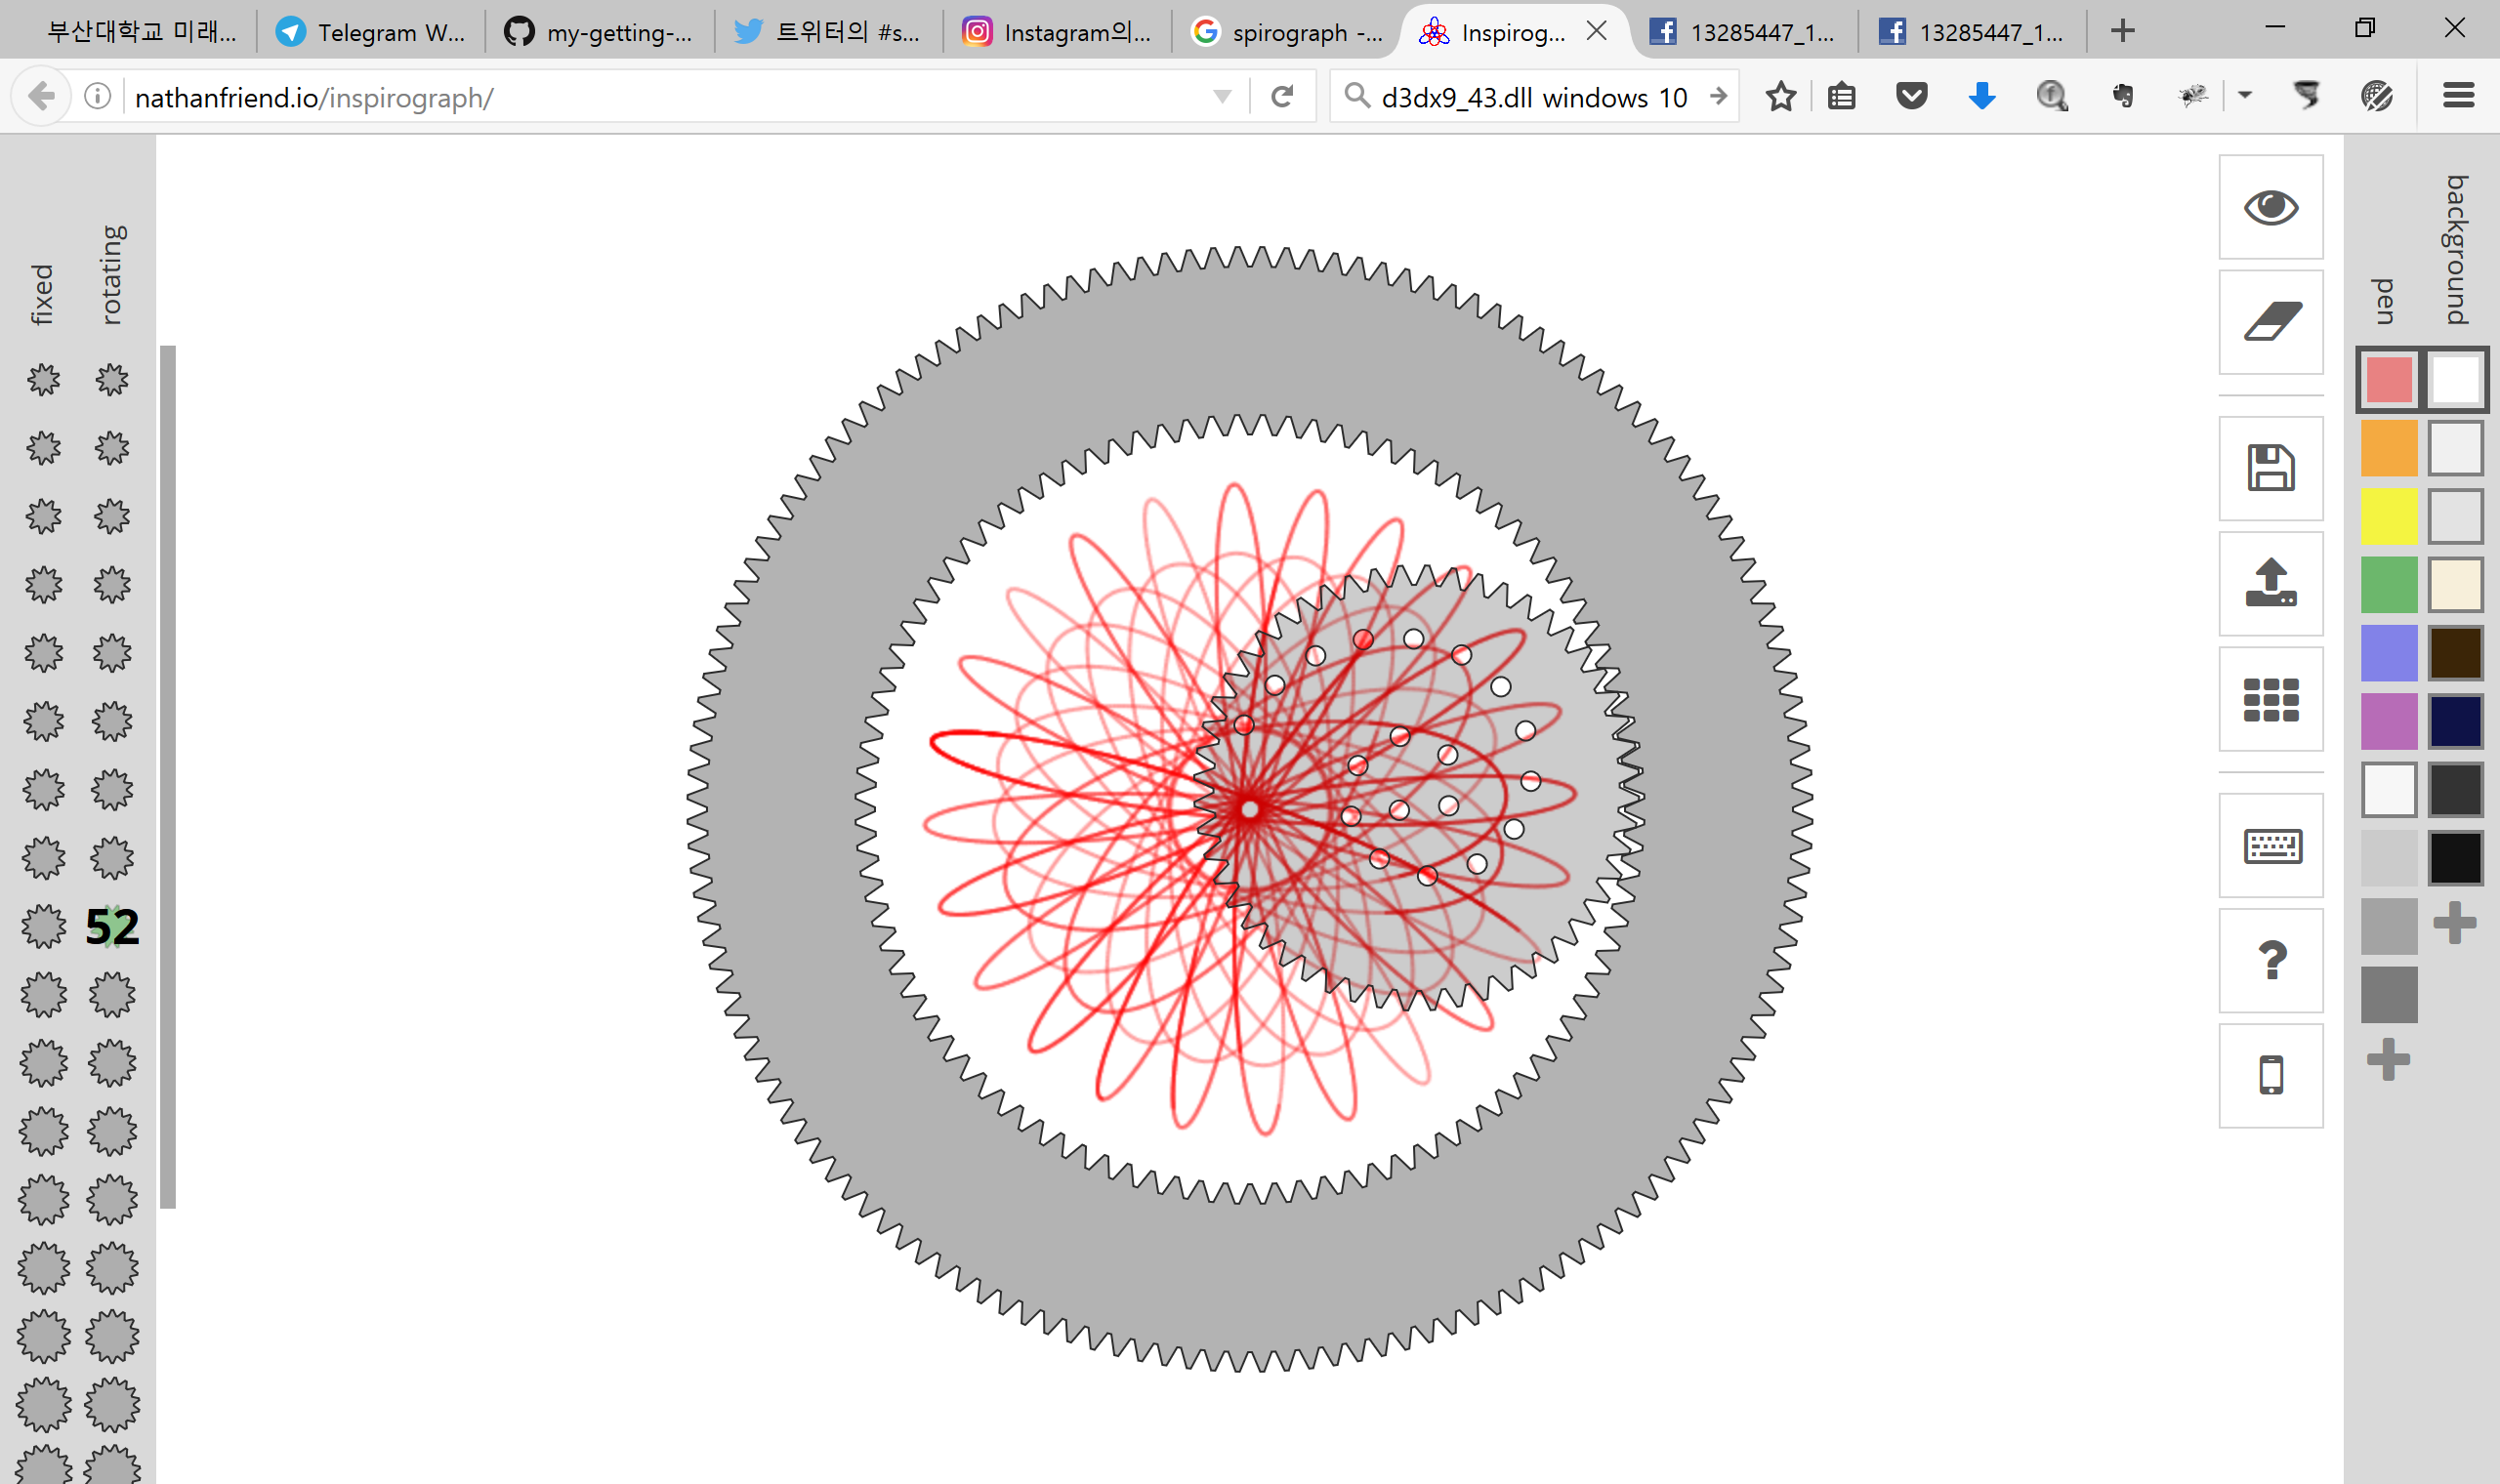 부산대학교 미래...
Telegram W...
my-getting-...
트위터의 #s...
Instagram의...
spirograph -...
Inspirog...
13285447_1...
13285447_1...
nathanfriend.io/inspirograph/
d3dx9_43.dll windows 10
fixed
rotating
pen
background
52